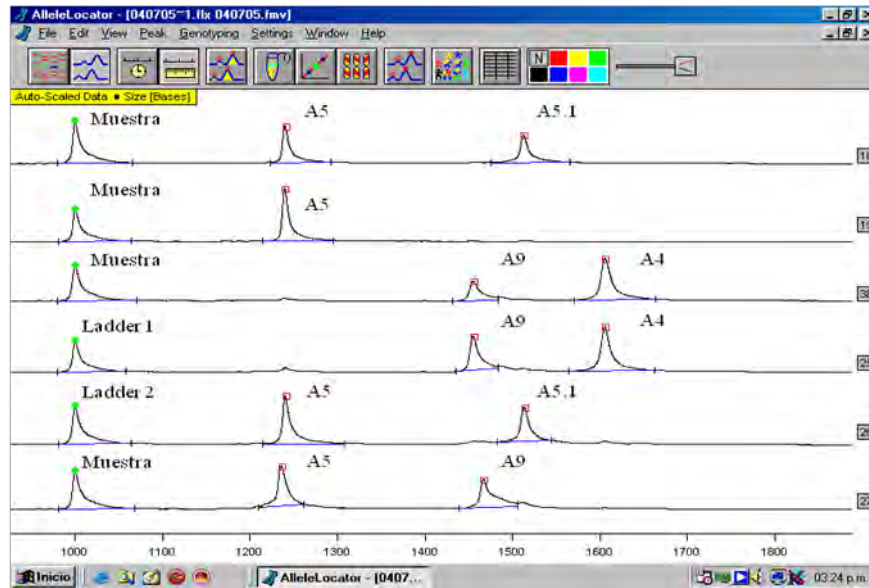 AlleleLocator - [040705~1.flx 040705.fmv]
File Edit View Peak Genotyping Settings Window Help
N
Auto-Scaled Data Size [Bases]
Muestra A5 A5.1
Muestra A5
Muestra A9 A4
Ladder 1 A9 A4
Ladder 2 A5 A5,1
Muestra A5 A9
1000 1100 1200 1300 1400 1500 1600 1700 1800
Inicio AlleleLocator - [0407... 03:24 p.m.